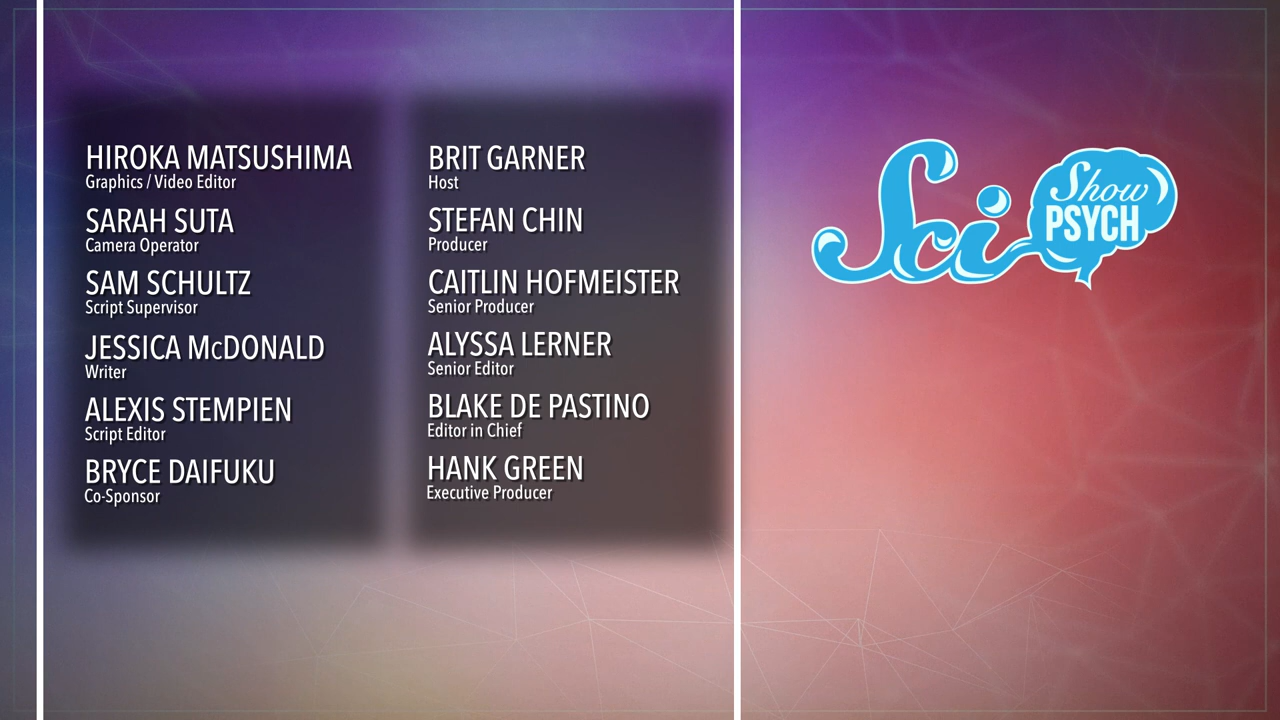 HIROKA MATSUSHIMA
Graphics / Video Editor
SARAH SUTA
Camera Operator
SAM SCHULTZ
Script Supervisor
JESSICA McDONALD
Writer
ALEXIS STEMPIEN
Script Editor
BRYCE DAIFUKU
Co-Sponsor
BRIT GARNER
Host
STEFAN CHIN
Producer
CAITLIN HOFMEISTER
Senior Producer
ALYSSA LERNER
Senior Editor
BLAKE DE PASTINO
Editor in Chief
HANK GREEN
Executive Producer
Sci Show
PSYCH